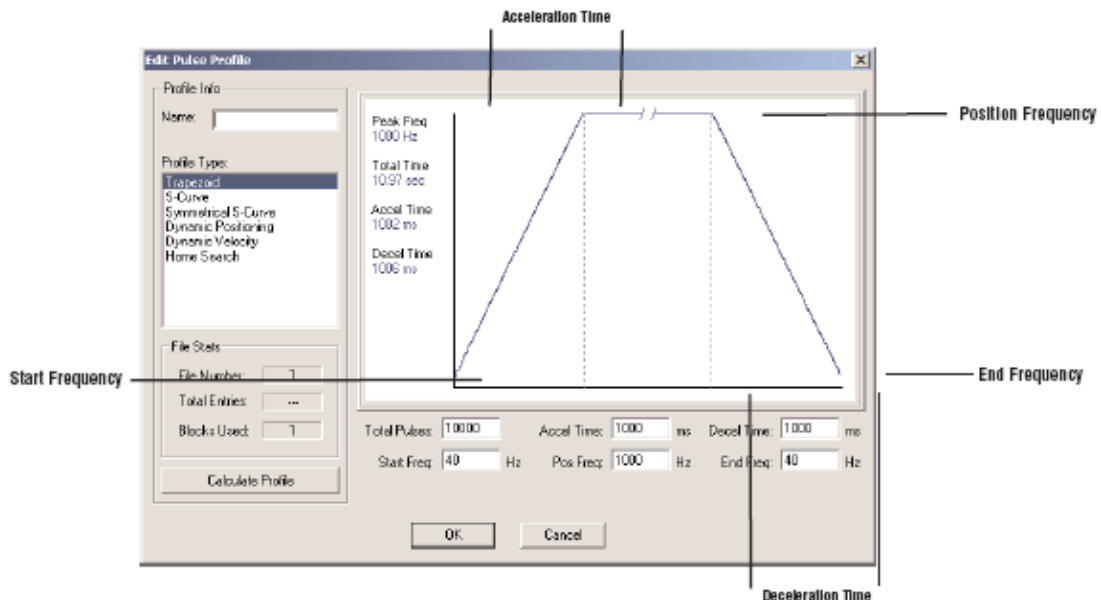 Acceleration Time
Edit Pulse Profile
Profile Info
Name:
Profile Type:
Trapezoid
S-Curve
Symmetrical S-Curve
Dynamic Positioning
Dynamic Velocity
Home Search
File Stats
File Number: 1
Total Entries: ---
Blocks Used: 1
Calculate Profile
Peak Freq
1000 Hz
Total Time
10.97 sec
Accel Time
1002 ms
Decel Time
1006 ms
Position Frequency
Start Frequency
End Frequency
Total Pulses: 10000 Accel Time: 1000 ms Decel Time: 1000 ms
Start Freq: 40 Hz Pos Freq: 1000 Hz End Freq: 40 Hz
OK Cancel
Deceleration Time